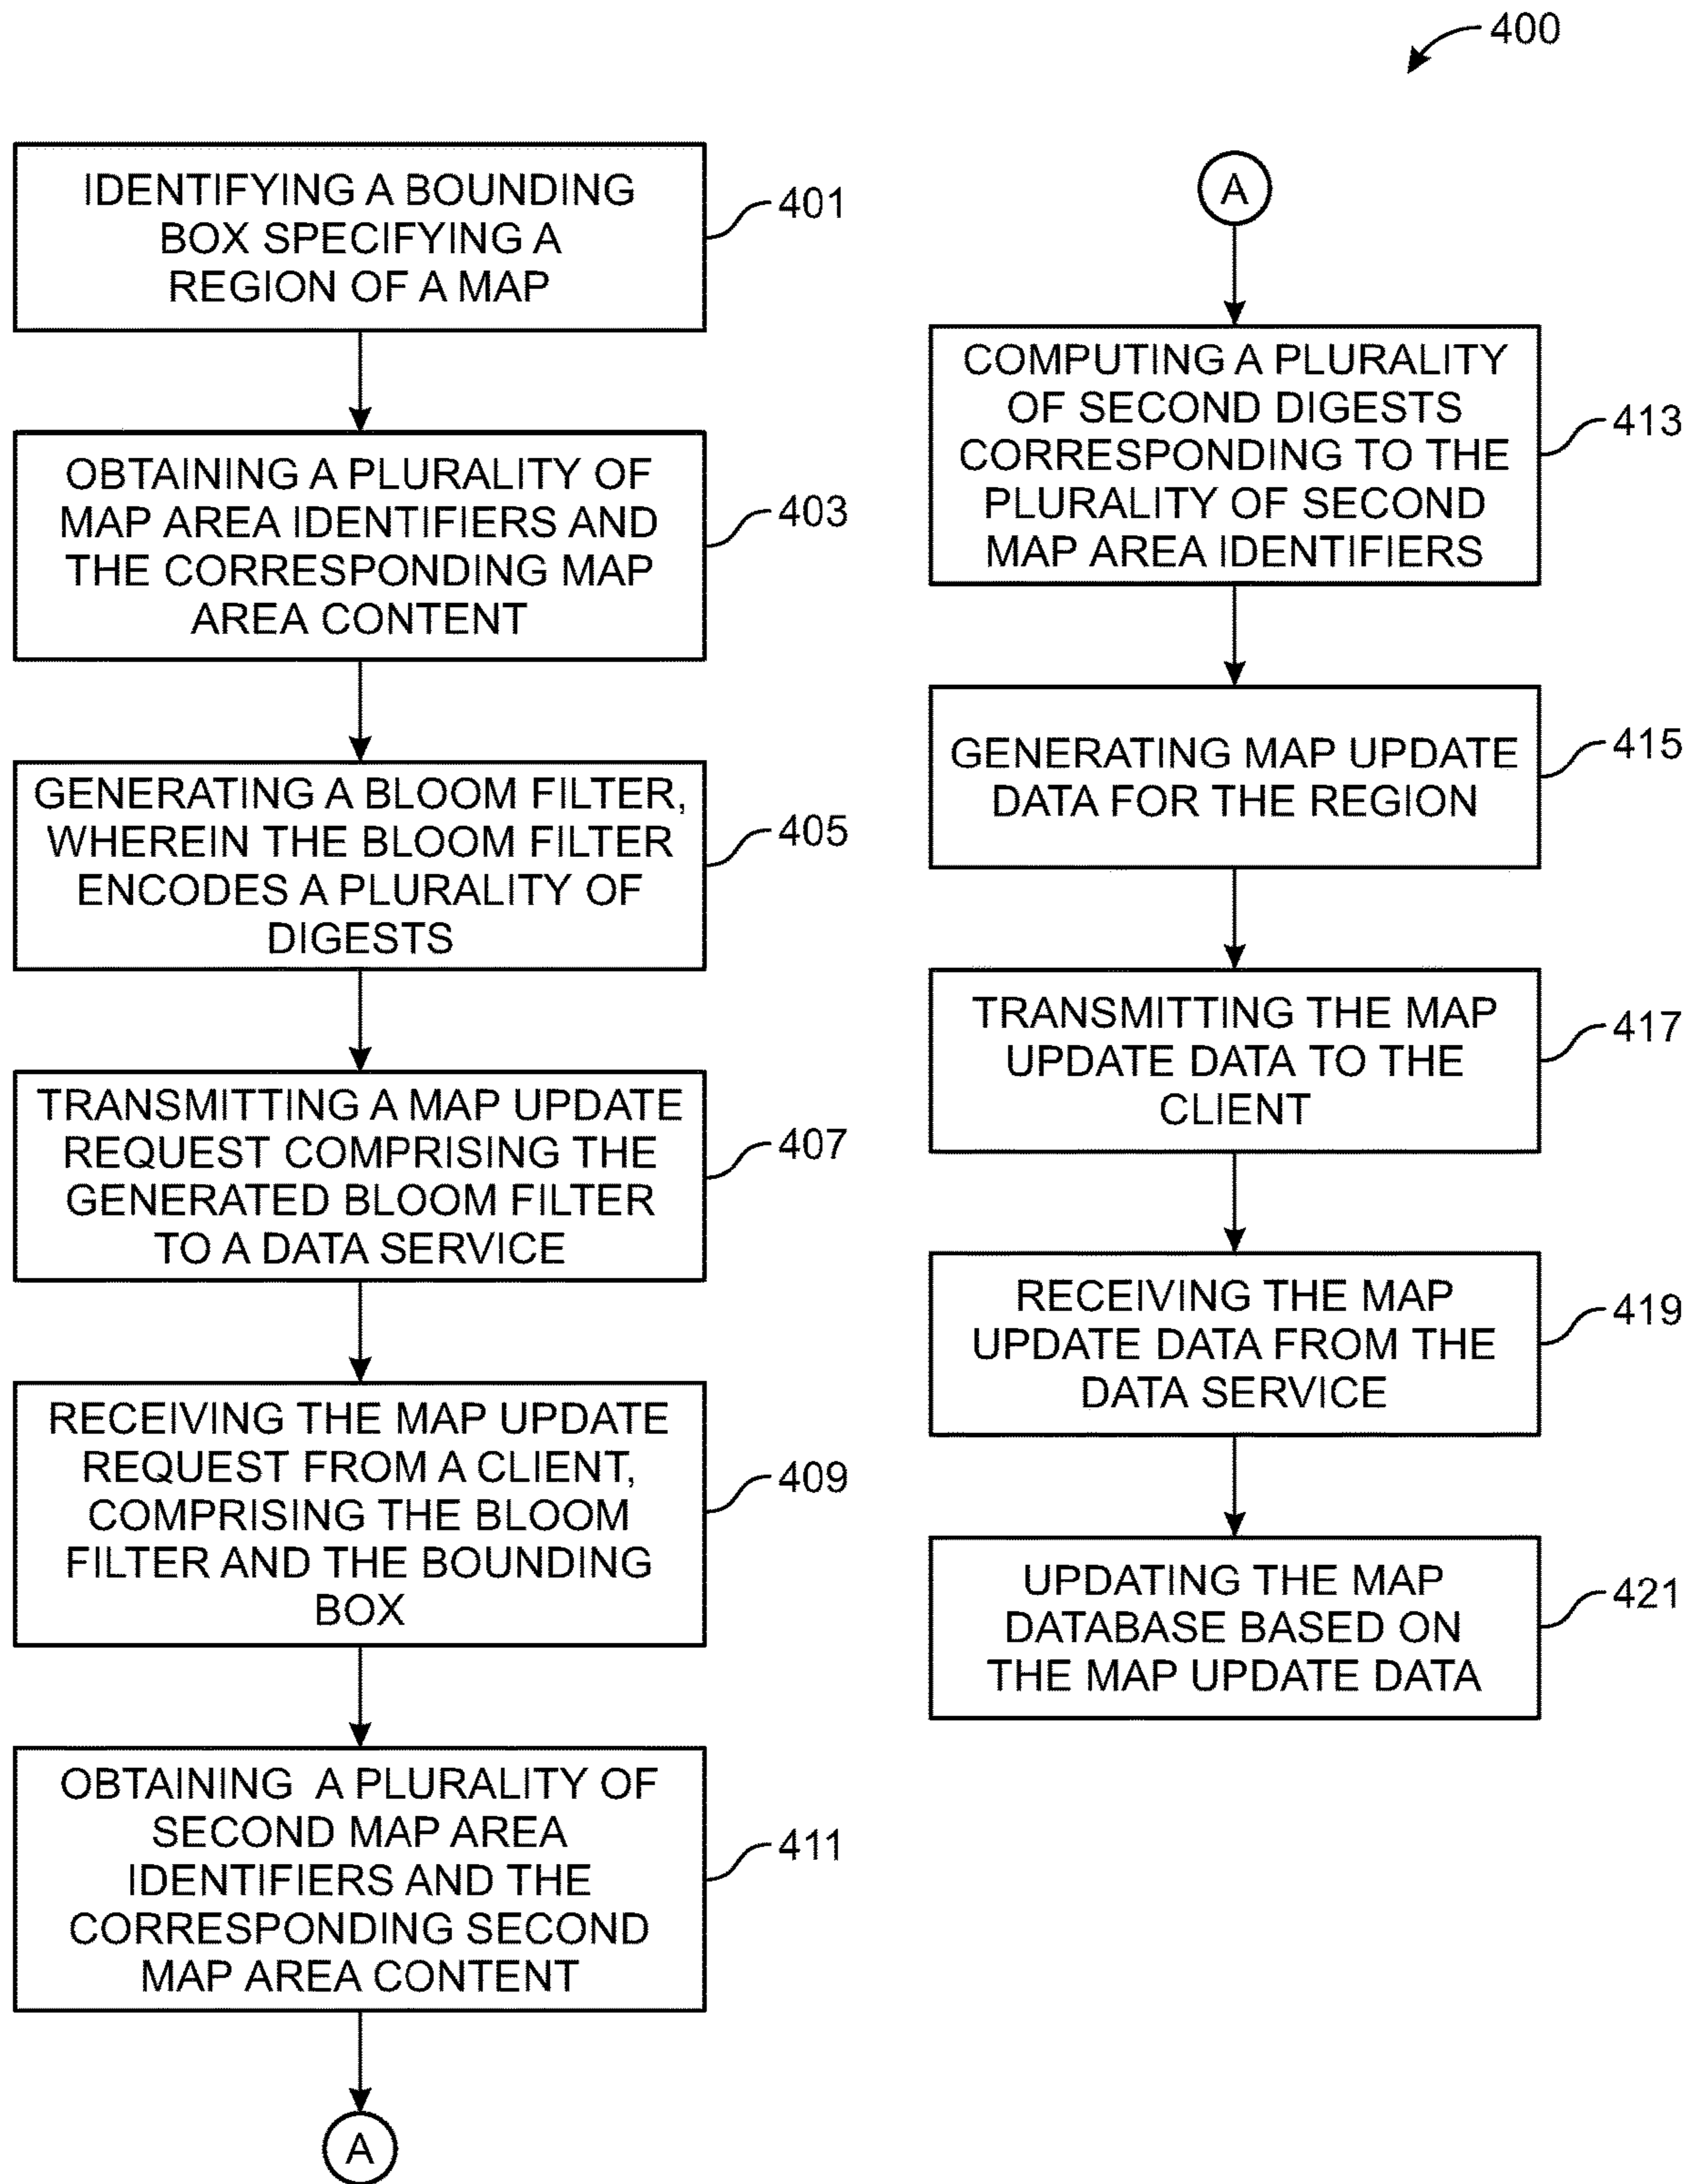 400
IDENTIFYING A BOUNDING
BOX SPECIFYING A
REGION OF A MAP
401
OBTAINING A PLURALITY OF
MAP AREA IDENTIFIERS AND
THE CORRESPONDING MAP
AREA CONTENT
403
GENERATING A BLOOM FILTER,
WHEREIN THE BLOOM FILTER
ENCODES A PLURALITY OF
DIGESTS
405
TRANSMITTING A MAP UPDATE
REQUEST COMPRISING THE
GENERATED BLOOM FILTER
TO A DATA SERVICE
407
RECEIVING THE MAP UPDATE
REQUEST FROM A CLIENT,
COMPRISING THE BLOOM
FILTER AND THE BOUNDING
BOX
409
OBTAINING A PLURALITY OF
SECOND MAP AREA
IDENTIFIERS AND THE
CORRESPONDING SECOND
MAP AREA CONTENT
411
A
A
COMPUTING A PLURALITY
OF SECOND DIGESTS
CORRESPONDING TO THE
PLURALITY OF SECOND
MAP AREA IDENTIFIERS
413
GENERATING MAP UPDATE
DATA FOR THE REGION
415
TRANSMITTING THE MAP
UPDATE DATA TO THE
CLIENT
417
RECEIVING THE MAP
UPDATE DATA FROM THE
DATA SERVICE
419
UPDATING THE MAP
DATABASE BASED ON
THE MAP UPDATE DATA
421